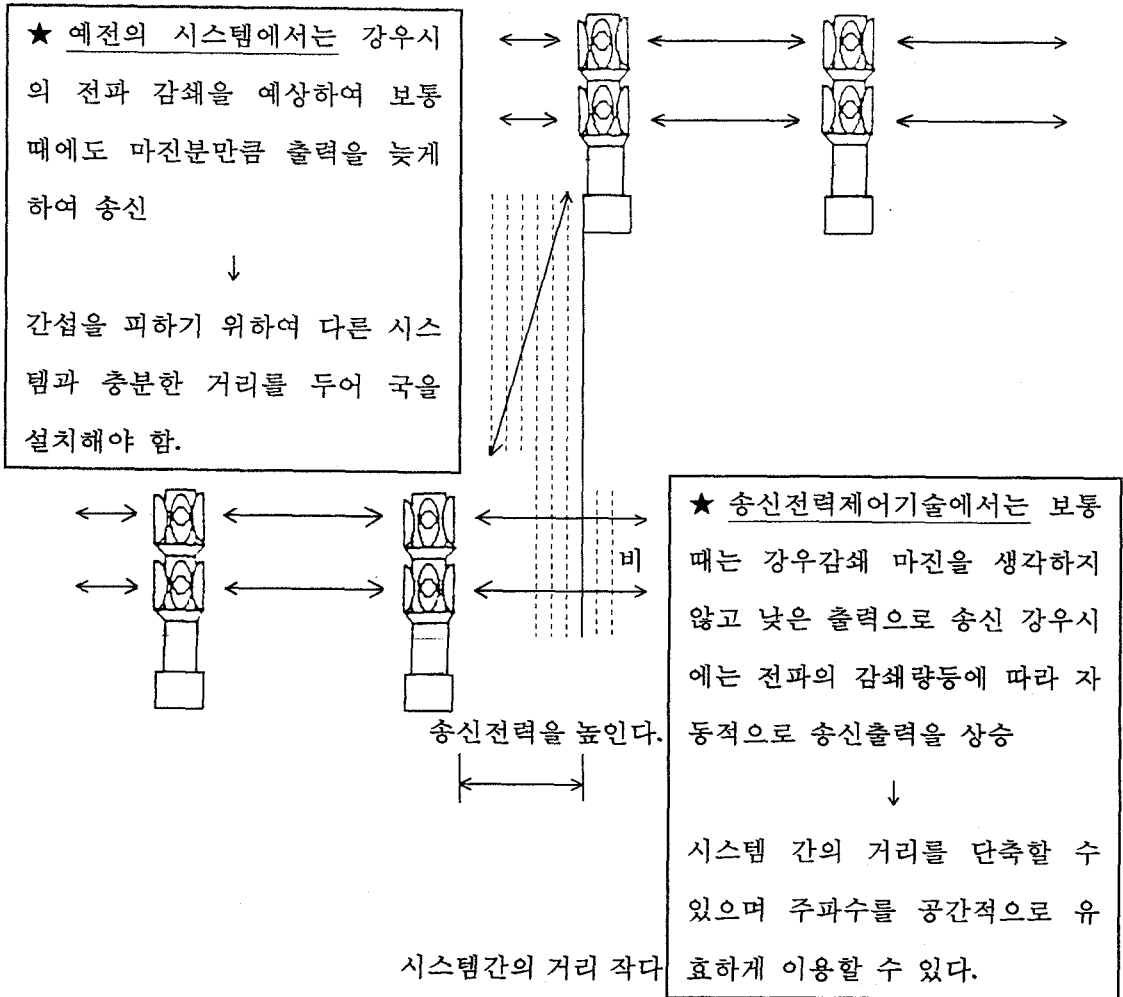 ★ 예전의 시스템에서는 강우시
의 전파 감쇄을 예상하여 보통
때에도 마진분만큼 출력을 늦게
하여 송신
↓
간섭을 피하기 위하여 다른 시스
템과 충분한 거리를 두어 국을
설치해야 함.
비
송신전력을 높인다.
시스템간의 거리 작다
★ 송신전력제어기술에서는 보통
때는 강우감쇄 마진을 생각하지
않고 낮은 출력으로 송신 강우시
에는 전파의 감쇄량등에 따라 자
동적으로 송신출력을 상승
↓
시스템 간의 거리를 단축할 수
있으며 주파수를 공간적으로 유
효하게 이용할 수 있다.